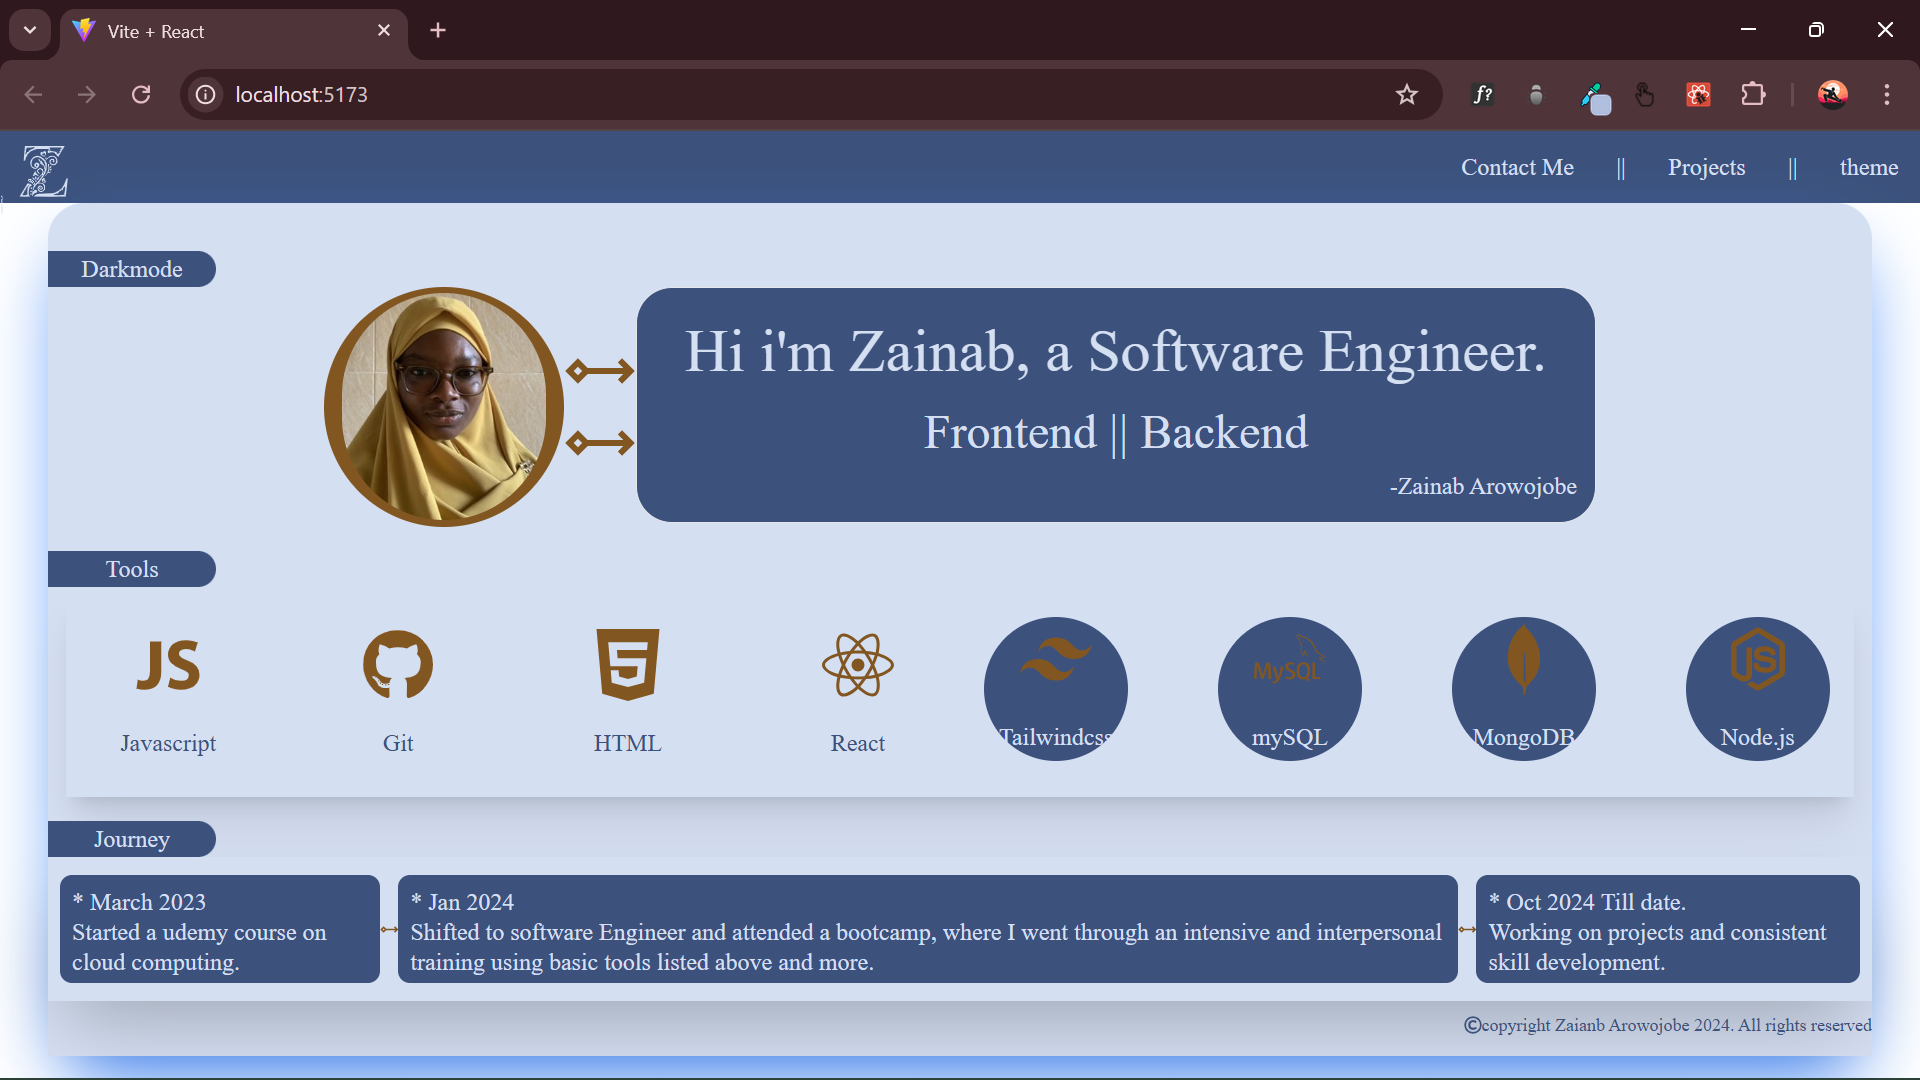 Vite + React
localhost:5173
f?
Z
Contact Me || Projects || theme
Darkmode
Hi i'm Zainab, a Software Engineer.
Frontend || Backend
-Zainab Arowojobe
Tools
JS
5
MySQL
JS
Javascript Git HTML React Tailwindcss mySQL MongoDB Node.js
Journey
* March 2023
Started a udemy course on
cloud computing.
* Jan 2024
Shifted to software Engineer and attended a bootcamp, where I went through an intensive and interpersonal
training using basic tools listed above and more.
* Oct 2024 Till date.
Working on projects and consistent
skill development.
©copyright Zaianb Arowojobe 2024. All rights reserved